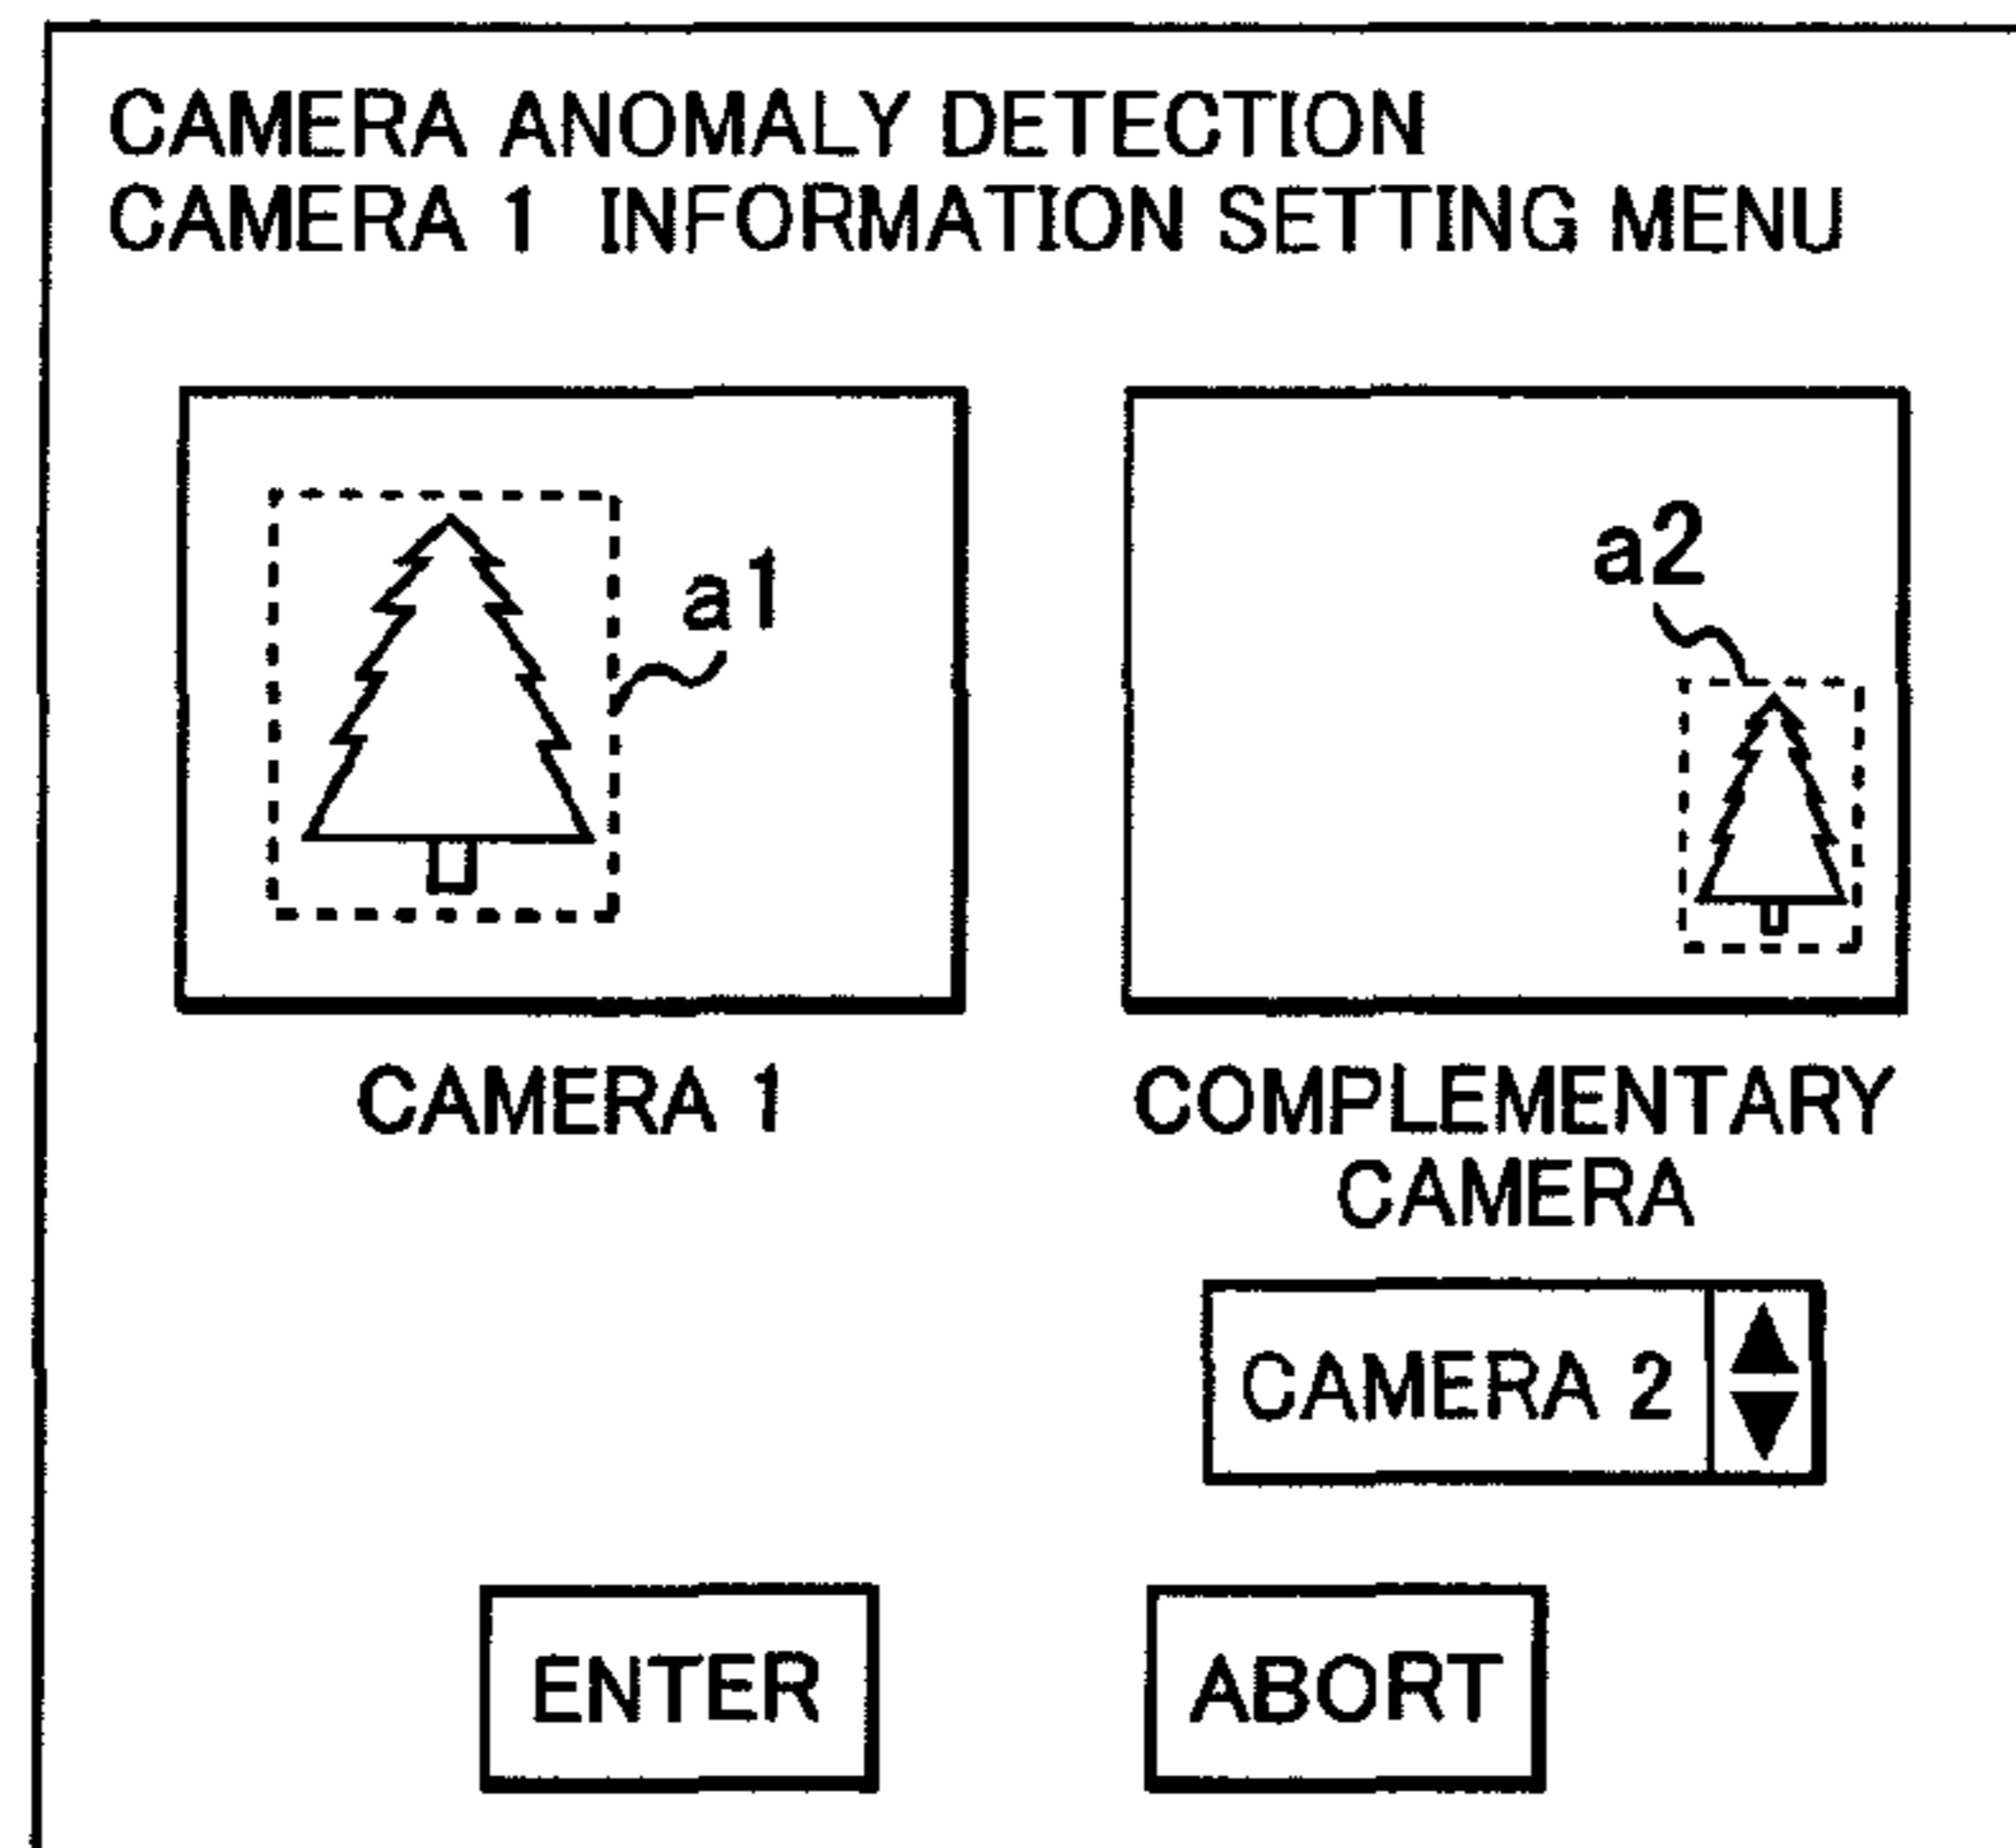 CAMERA ANOMALY DETECTION
CAMERA 1 INFORMATION SETTING MENU
a1
a2
CAMERA 1
COMPLEMENTARY
CAMERA
CAMERA 2
ENTER
ABORT